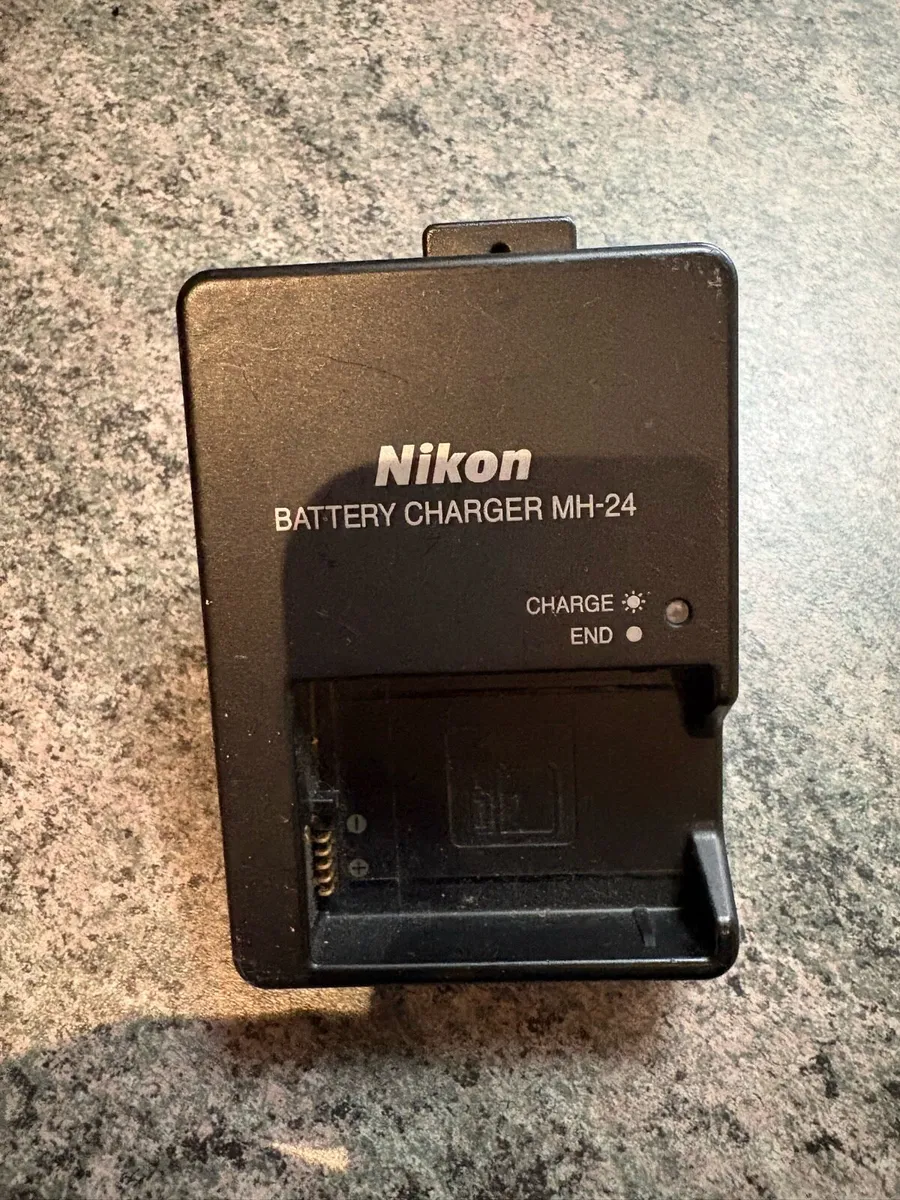 Nikon
BATTERY CHARGER MH-24
CHARGE
END